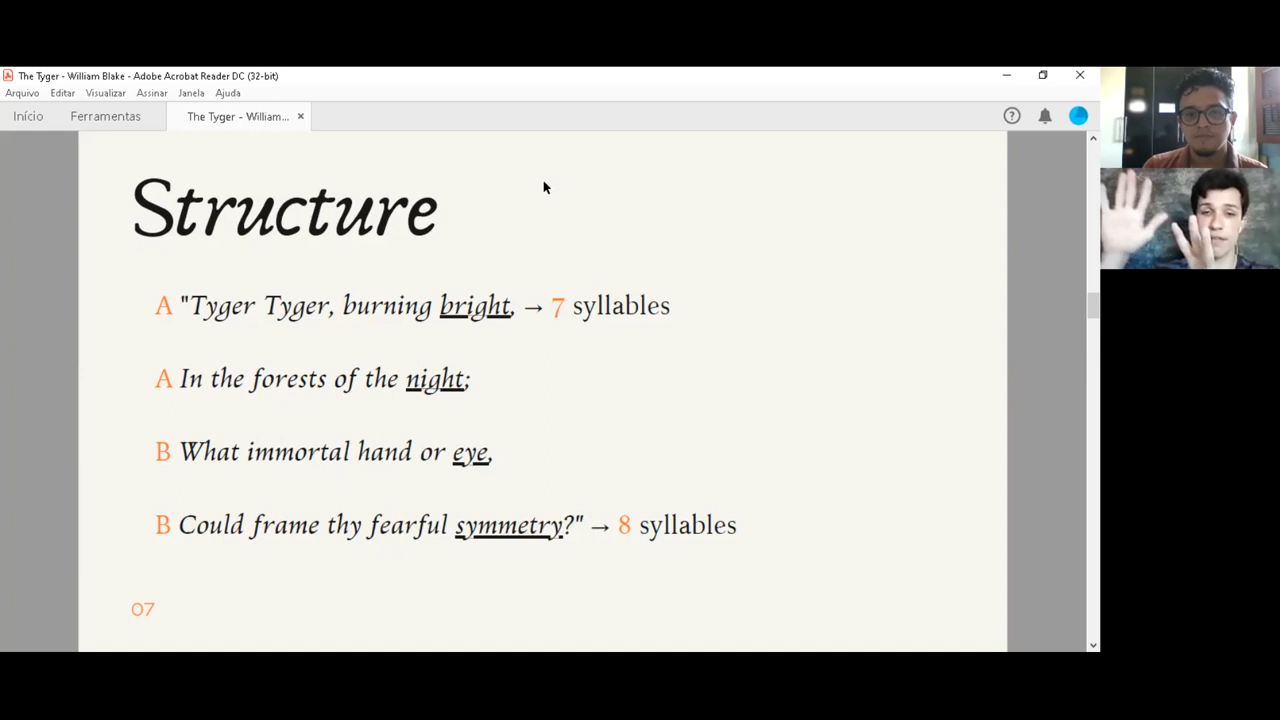 The Tyger - William Blake - Adobe Acrobat Reader DC (32-bit)
Arquivo Editar Visualizar Assinar Janela Ajuda
Início Ferramentas The Tyger - William...
Structure
A "Tyger Tyger, burning bright, → 7 syllables
A In the forests of the night;
B What immortal hand or eye,
B Could frame thy fearful symmetry?" → 8 syllables
07